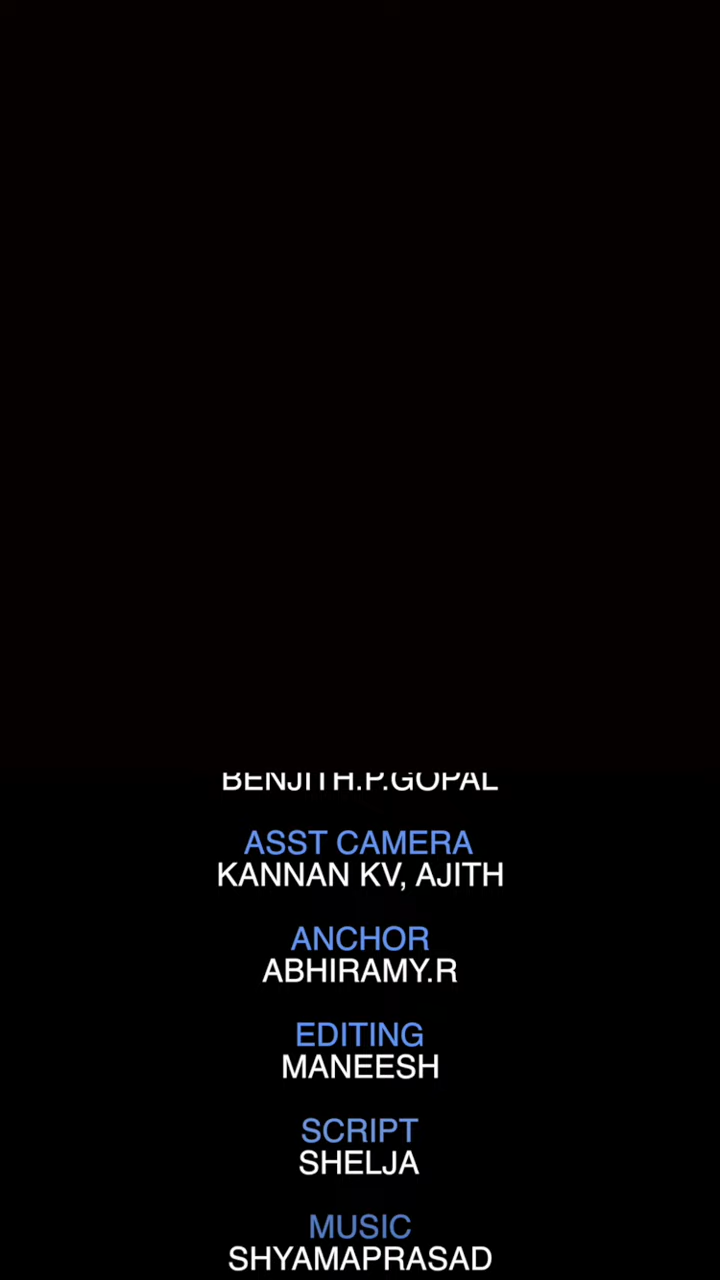 BENJITH.P.GOPAL
ASST CAMERA
KANNAN KV, AJITH
ANCHOR
ABHIRAMY.R
EDITING
MANEESH
SCRIPT
SHELJA
MUSIC
SHYAMAPRASAD